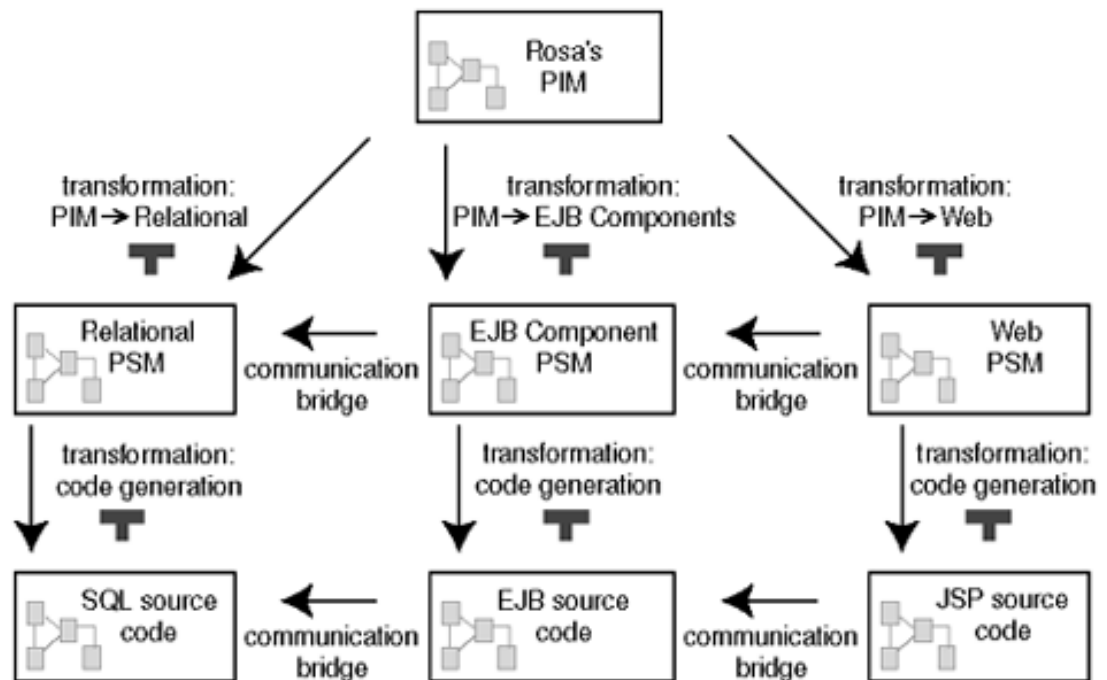 Rosa's
PIM
transformation:
PIM→Relational
transformation:
PIM→EJB Components
transformation:
PIM→Web
Relational
PSM
communication
bridge
EJB Component
PSM
communication
bridge
Web
PSM
transformation:
code generation
transformation:
code generation
transformation:
code generation
SQL source
code
communication
bridge
EJB source
code
communication
bridge
JSP source
code